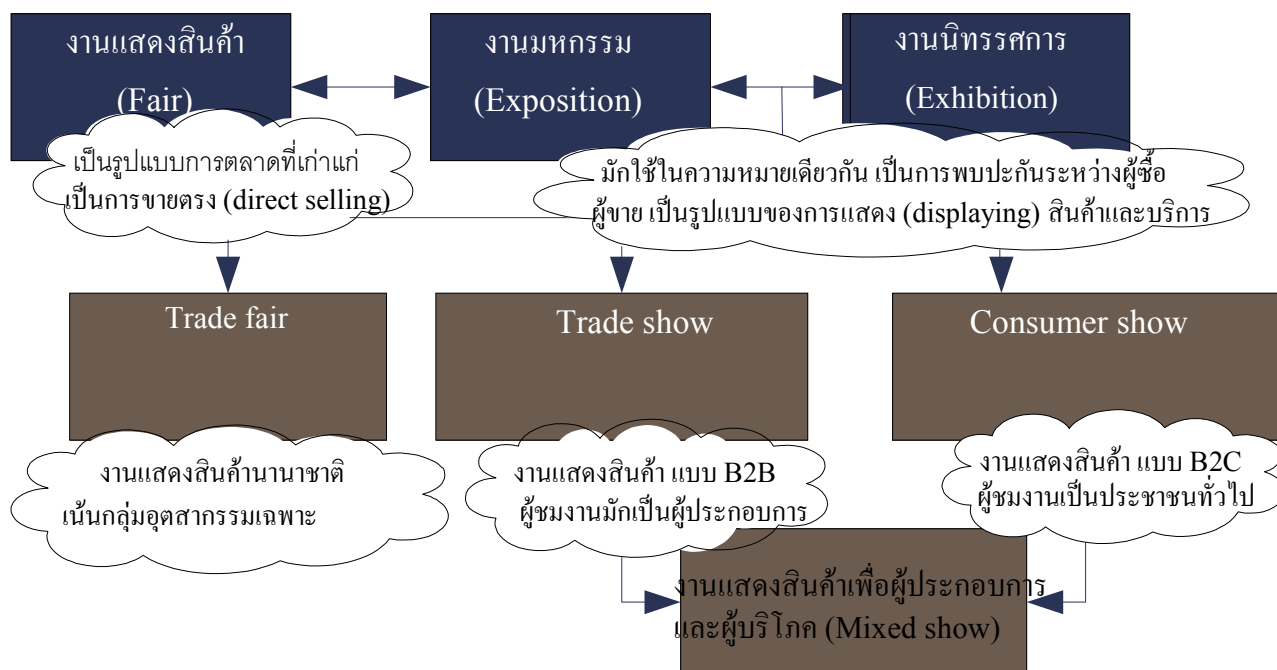 งานแสดงสินค้า
(Fair)
งานมหกรรม
(Exposition)
งานนิทรรศการ
(Exhibition)
เป็นรูปแบบการตลาดที่เก่าแก่
เป็นการขายตรง (direct selling)
มักใช้ในความหมายเดียวกัน เป็นการพบปะกันระหว่างผู้ซื้อ
ผู้ขาย เป็นรูปแบบของการแสดง (displaying) สินค้าและบริการ
Trade fair
Trade show
Consumer show
งานแสดงสินค้านานาชาติ
เน้นกลุ่มอุตสากรรมเฉพาะ
งานแสดงสินค้า แบบ B2B
ผู้ชมงานมักเป็นผู้ประกอบการ
งานแสดงสินค้า แบบ B2C
ผู้ชมงานเป็นประชาชนทั่วไป
งานแสดงสินค้าเพื่อผู้ประกอบการ
และผู้บริโภค (Mixed show)